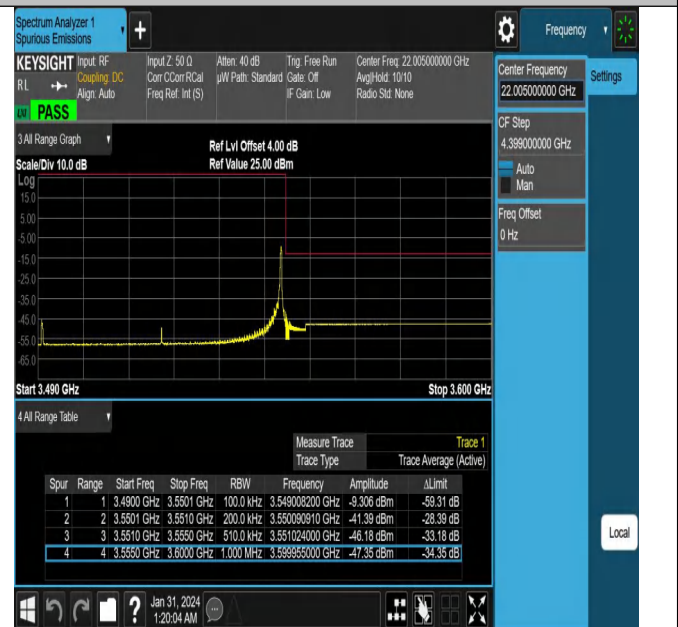 Spectrum Analyzer 1
Spurious Emissions
+
Frequency
KEYSIGHT
RL
PASS
Input: RF
Coupling: DC
Align: Auto
Input Z: 50 Ω
Corr CCorr RCal
Freq Ref: Int (S)
Atten: 40 dB
µW Path: Standard
Trig: Free Run
Gate: Off
IF Gain: Low
Center Freq: 22.005000000 GHz
Avg|Hold: 10/10
Radio Std: None
Center Frequency
22.005000000 GHz
Settings
CF Step
4.399000000 GHz
Auto
Man
Freq Offset
0 Hz
3 All Range Graph
Scale/Div 10.0 dB
Ref Lvl Offset 4.00 dB
Ref Value 25.00 dBm
Log
15.0
5.00
-5.00
-15.0
-25.0
-35.0
-45.0
-55.0
-65.0
Start 3.490 GHz
Stop 3.600 GHz
4 All Range Table
Measure Trace Trace 1
Trace Type Trace Average (Active)
Spur Range Start Freq Stop Freq RBW Frequency Amplitude ΔLimit
1 1 3.4900 GHz 3.5501 GHz 100.0 kHz 3.549008200 GHz -9.306 dBm -59.31 dB
2 2 3.5501 GHz 3.5510 GHz 200.0 kHz 3.550090910 GHz -41.39 dBm -28.39 dB
3 3 3.5510 GHz 3.5550 GHz 510.0 kHz 3.551024000 GHz -46.18 dBm -33.18 dB
4 4 3.5550 GHz 3.6000 GHz 1.000 MHz 3.599955000 GHz -47.35 dBm -34.35 dB
Local
?
Jan 31, 2024
1:20:04 AM